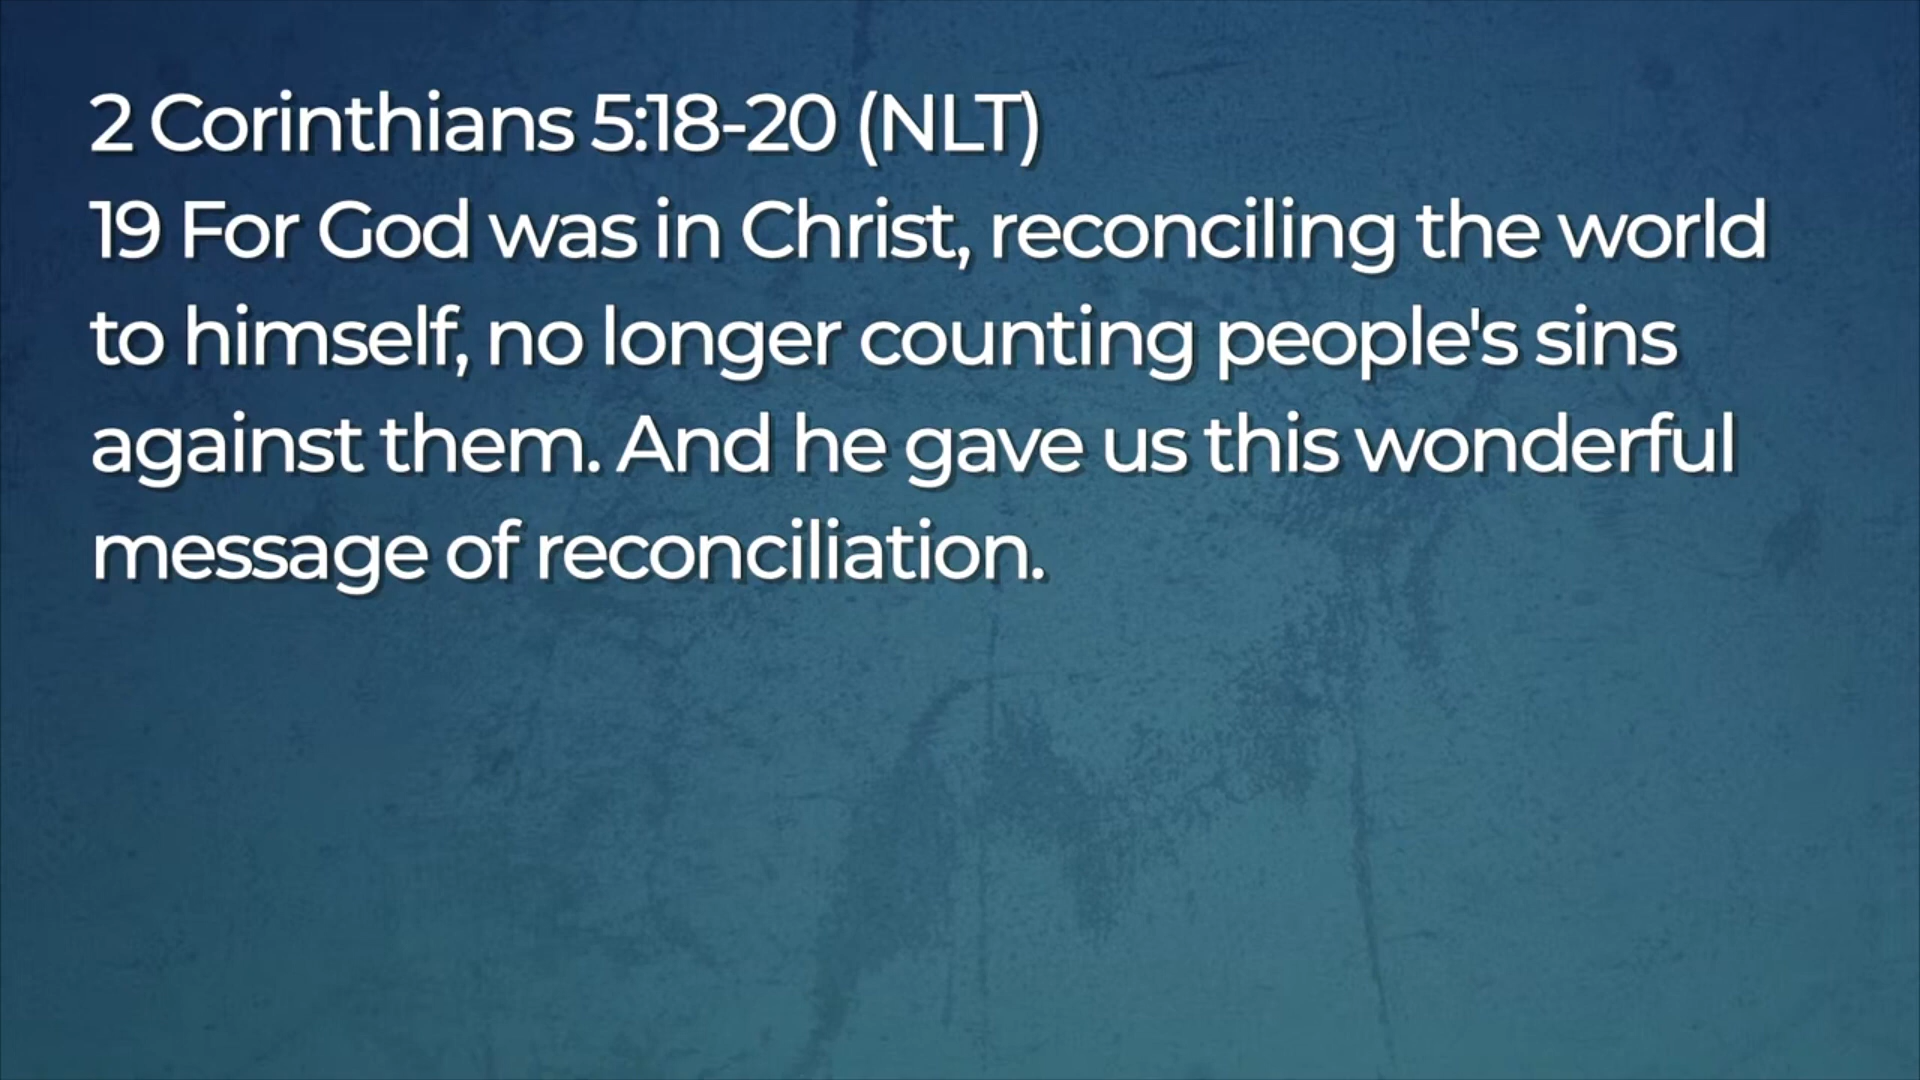 2 Corinthians 5:18-20 (NLT)
19 For God was in Christ, reconciling the world
to himself, no longer counting people's sins
against them. And he gave us this wonderful
message of reconciliation.